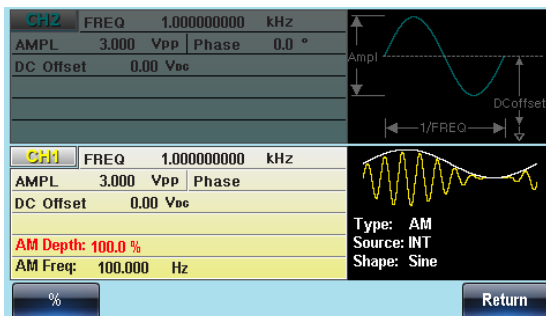 CH2 FREQ 1.000000000 kHz
AMPL 3.000 Vpp Phase 0.0 °
DC Offset 0.00 VDC
Ampl
DCoffset
1/FREQ
CH1 FREQ 1.000000000 kHz
AMPL 3.000 Vpp Phase
DC Offset 0.00 VDC
AM Depth: 100.0 %
AM Freq: 100.000 Hz
Type: AM
Source: INT
Shape: Sine
% Return